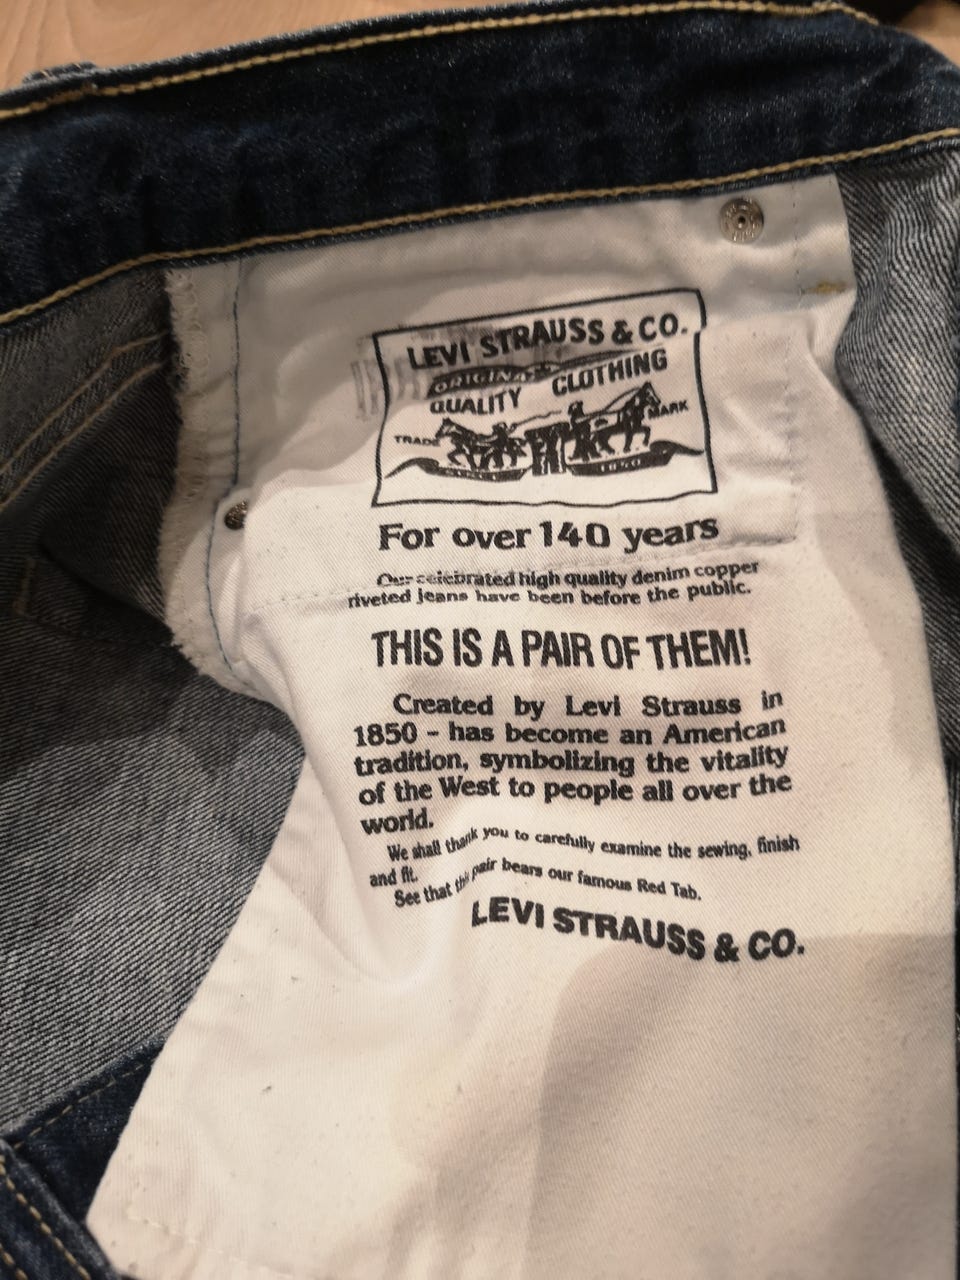 LEVI STRAUSS & CO.
ORIGINAL
QUALITY CLOTHING
TRADE MARK
1850
For over 140 years
Our celebrated high quality denim copper
riveted jeans have been before the public.
THIS IS A PAIR OF THEM!
Created by Levi Strauss in
1850 - has become an American
tradition, symbolizing the vitality
of the West to people all over the
world.
We shall thank you to carefully examine the sewing, finish
and fit.
See that this pair bears our famous Red Tab.
LEVI STRAUSS & CO.